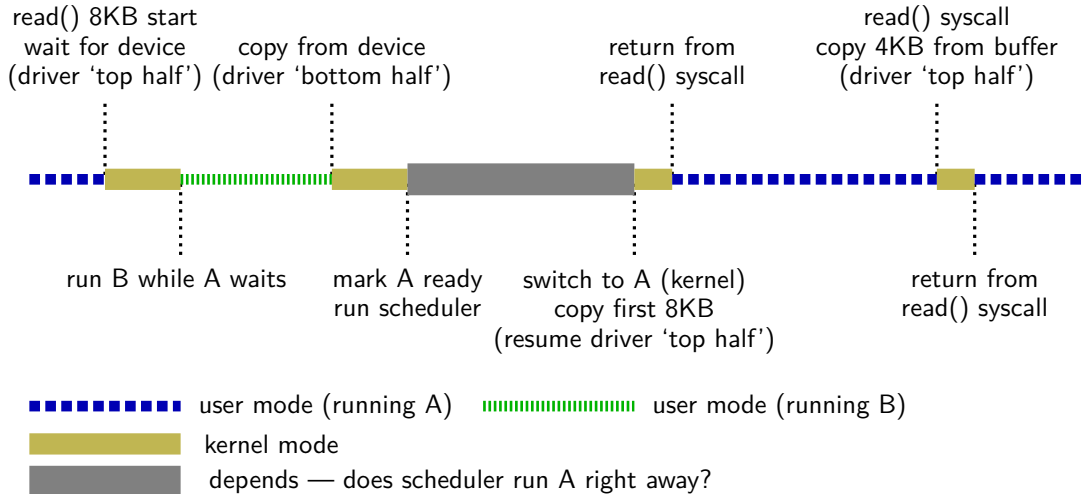 read() 8KB start
wait for device
(driver ‘top half’)
copy from device
(driver ‘bottom half’)
return from
read() syscall
read() syscall
copy 4KB from buffer
(driver ‘top half’)
run B while A waits
mark A ready
run scheduler
switch to A (kernel)
copy first 8KB
(resume driver ‘top half’)
return from
read() syscall
user mode (running A)
user mode (running B)
kernel mode
depends — does scheduler run A right away?